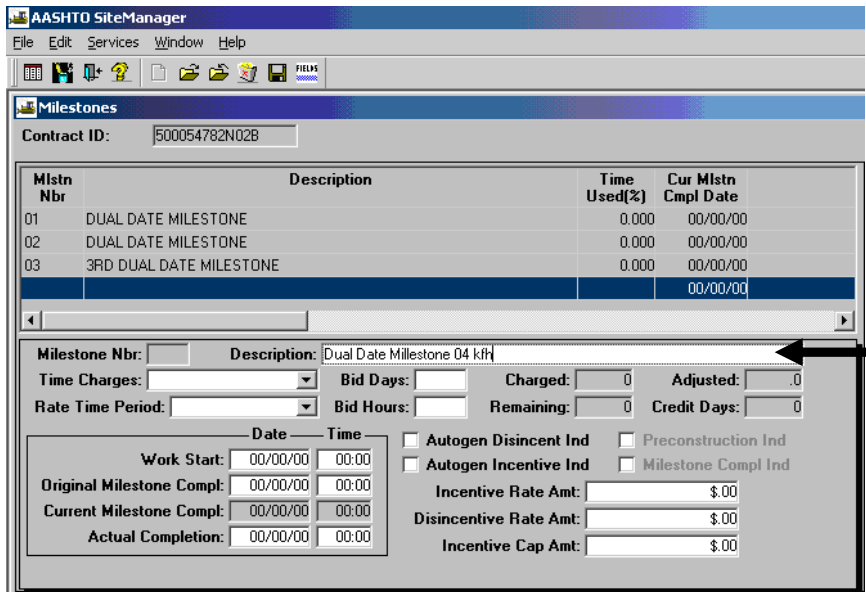 AASHTO SiteManager
File Edit Services Window Help
FIELDS
Milestones
Contract ID: 500054782N02B
Mlstn Nbr Description Time Used(%) Cur Mlstn Cmpl Date
01 DUAL DATE MILESTONE 0.000 00/00/00
02 DUAL DATE MILESTONE 0.000 00/00/00
03 3RD DUAL DATE MILESTONE 0.000 00/00/00
00/00/00
Milestone Nbr: Description: Dual Date Millestone 04 kfh
Time Charges: Bid Days: Charged: 0 Adjusted: .0
Rate Time Period: Bid Hours: Remaining: 0 Credit Days: 0
Date Time
Autogen Disincent Ind Preconstruction Ind
Work Start: 00/00/00 00:00
Autogen Incentive Ind Milestone Compl Ind
Original Milestone Compl: 00/00/00 00:00
Incentive Rate Amt: $.00
Current Milestone Compl: 00/00/00 00:00
Disincentive Rate Amt: $.00
Actual Completion: 00/00/00 00:00
Incentive Cap Amt: $.00